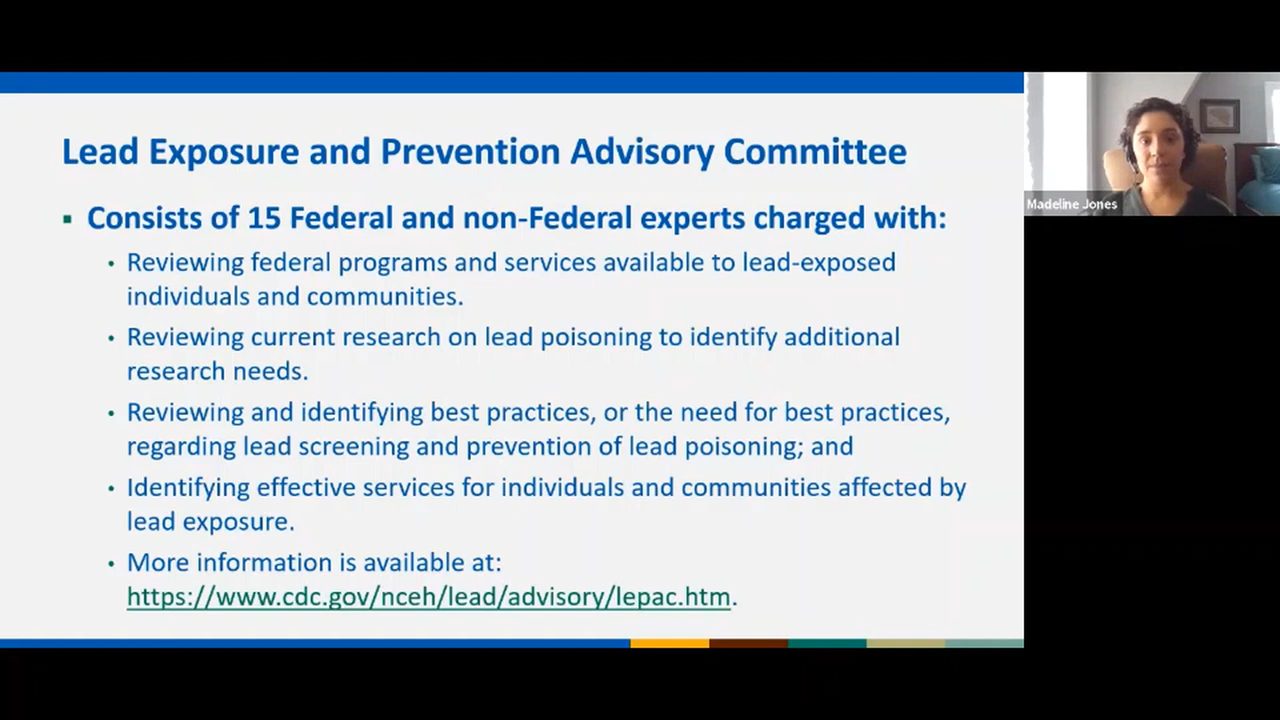 Lead Exposure and Prevention Advisory Committee
▪ Consists of 15 Federal and non-Federal experts charged with:
• Reviewing federal programs and services available to lead-exposed
individuals and communities.
• Reviewing current research on lead poisoning to identify additional
research needs.
• Reviewing and identifying best practices, or the need for best practices,
regarding lead screening and prevention of lead poisoning; and
• Identifying effective services for individuals and communities affected by
lead exposure.
• More information is available at:
https://www.cdc.gov/nceh/lead/advisory/lepac.htm.
Madeline Jones